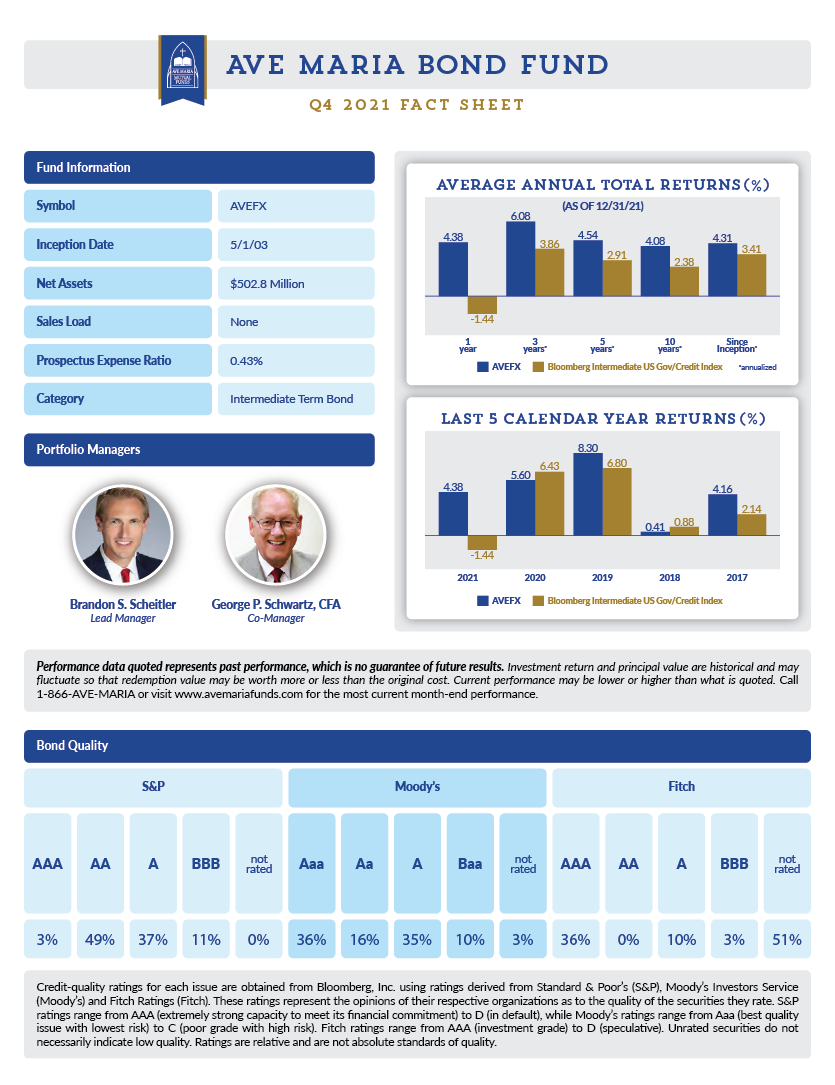 AVE MARIA
MUTUAL
FUNDS
AVE MARIA BOND FUND
Q4 2021 FACT SHEET
Fund Information
Symbol AVEFX
Inception Date 5/1/03
Net Assets $502.8 Million
Sales Load None
Prospectus Expense Ratio 0.43%
Category Intermediate Term Bond
Portfolio Managers
Brandon S. Scheitler
Lead Manager
George P. Schwartz, CFA
Co-Manager
AVERAGE ANNUAL TOTAL RETURNS (%)
(AS OF 12/31/21)
4.38 -1.44 6.08 3.86 4.54 2.91 4.08 2.38 4.31 3.41
1 year 3 years* 5 years* 10 years* Since Inception*
AVEFX Bloomberg Intermediate US Gov/Credit Index *annualized
LAST 5 CALENDAR YEAR RETURNS (%)
4.38 -1.44 5.60 6.43 8.30 6.80 0.41 0.88 4.16 2.14
2021 2020 2019 2018 2017
AVEFX Bloomberg Intermediate US Gov/Credit Index
Performance data quoted represents past performance, which is no guarantee of future results. Investment return and principal value are historical and may
fluctuate so that redemption value may be worth more or less than the original cost. Current performance may be lower or higher than what is quoted. Call
1-866-AVE-MARIA or visit www.avemariafunds.com for the most current month-end performance.
Bond Quality
S&P Moody's Fitch
AAA AA A BBB not rated Aaa Aa A Baa not rated AAA AA A BBB not rated
3% 49% 37% 11% 0% 36% 16% 35% 10% 3% 36% 0% 10% 3% 51%
Credit-quality ratings for each issue are obtained from Bloomberg, Inc. using ratings derived from Standard & Poor's (S&P), Moody's Investors Service
(Moody's) and Fitch Ratings (Fitch). These ratings represent the opinions of their respective organizations as to the quality of the securities they rate. S&P
ratings range from AAA (extremely strong capacity to meet its financial commitment) to D (in default), while Moody's ratings range from Aaa (best quality
issue with lowest risk) to C (poor grade with high risk). Fitch ratings range from AAA (investment grade) to D (speculative). Unrated securities do not
necessarily indicate low quality. Ratings are relative and are not absolute standards of quality.